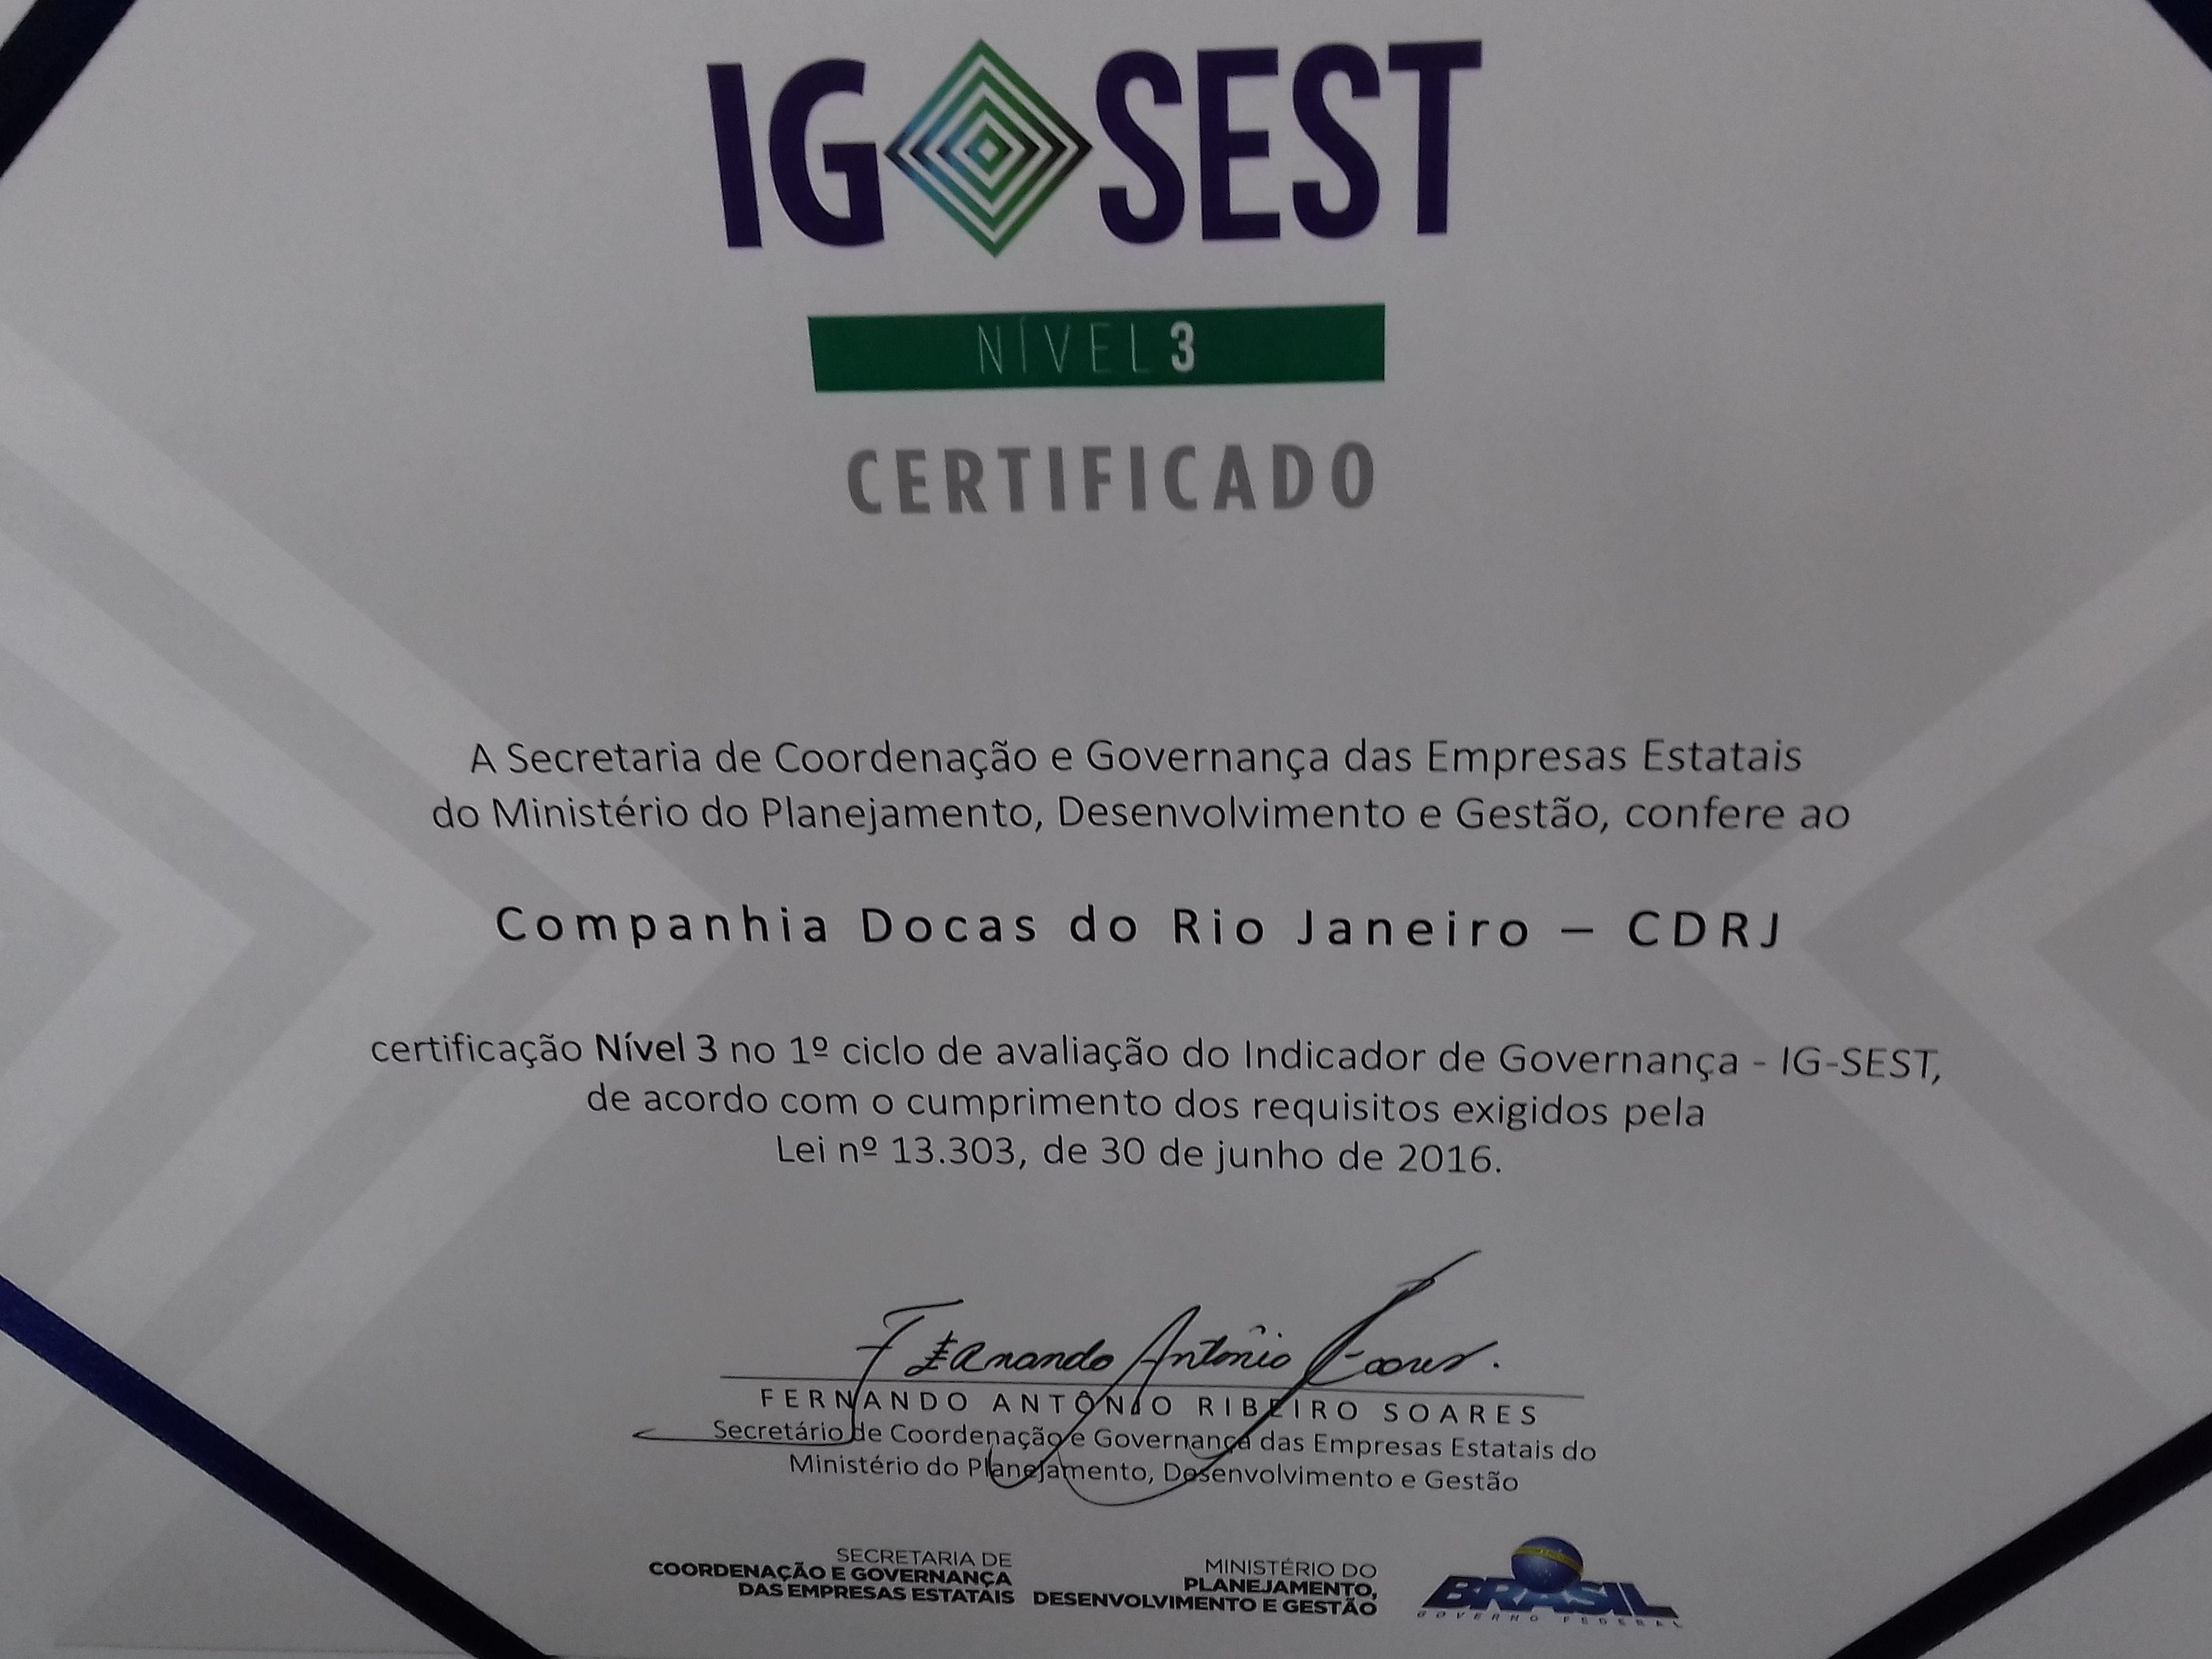 IG SEST
NÍVEL 3
CERTIFICADO
A Secretaria de Coordenação e Governança das Empresas Estatais
do Ministério do Planejamento, Desenvolvimento e Gestão, confere ao
Companhia Docas do Rio Janeiro – CDRJ
certificação Nível 3 no 1º ciclo de avaliação do Indicador de Governança - IG-SEST,
de acordo com o cumprimento dos requisitos exigidos pela
Lei nº 13.303, de 30 de junho de 2016.
Fernando Antônio Soares.
FERNANDO ANTÔNIO RIBEIRO SOARES
Secretário de Coordenação e Governança das Empresas Estatais do
Ministério do Planejamento, Desenvolvimento e Gestão
SECRETARIA DE
COORDENAÇÃO E GOVERNANÇA
DAS EMPRESAS ESTATAIS
MINISTÉRIO DO
PLANEJAMENTO,
DESENVOLVIMENTO E GESTÃO
BRASIL
GOVERNO FEDERAL